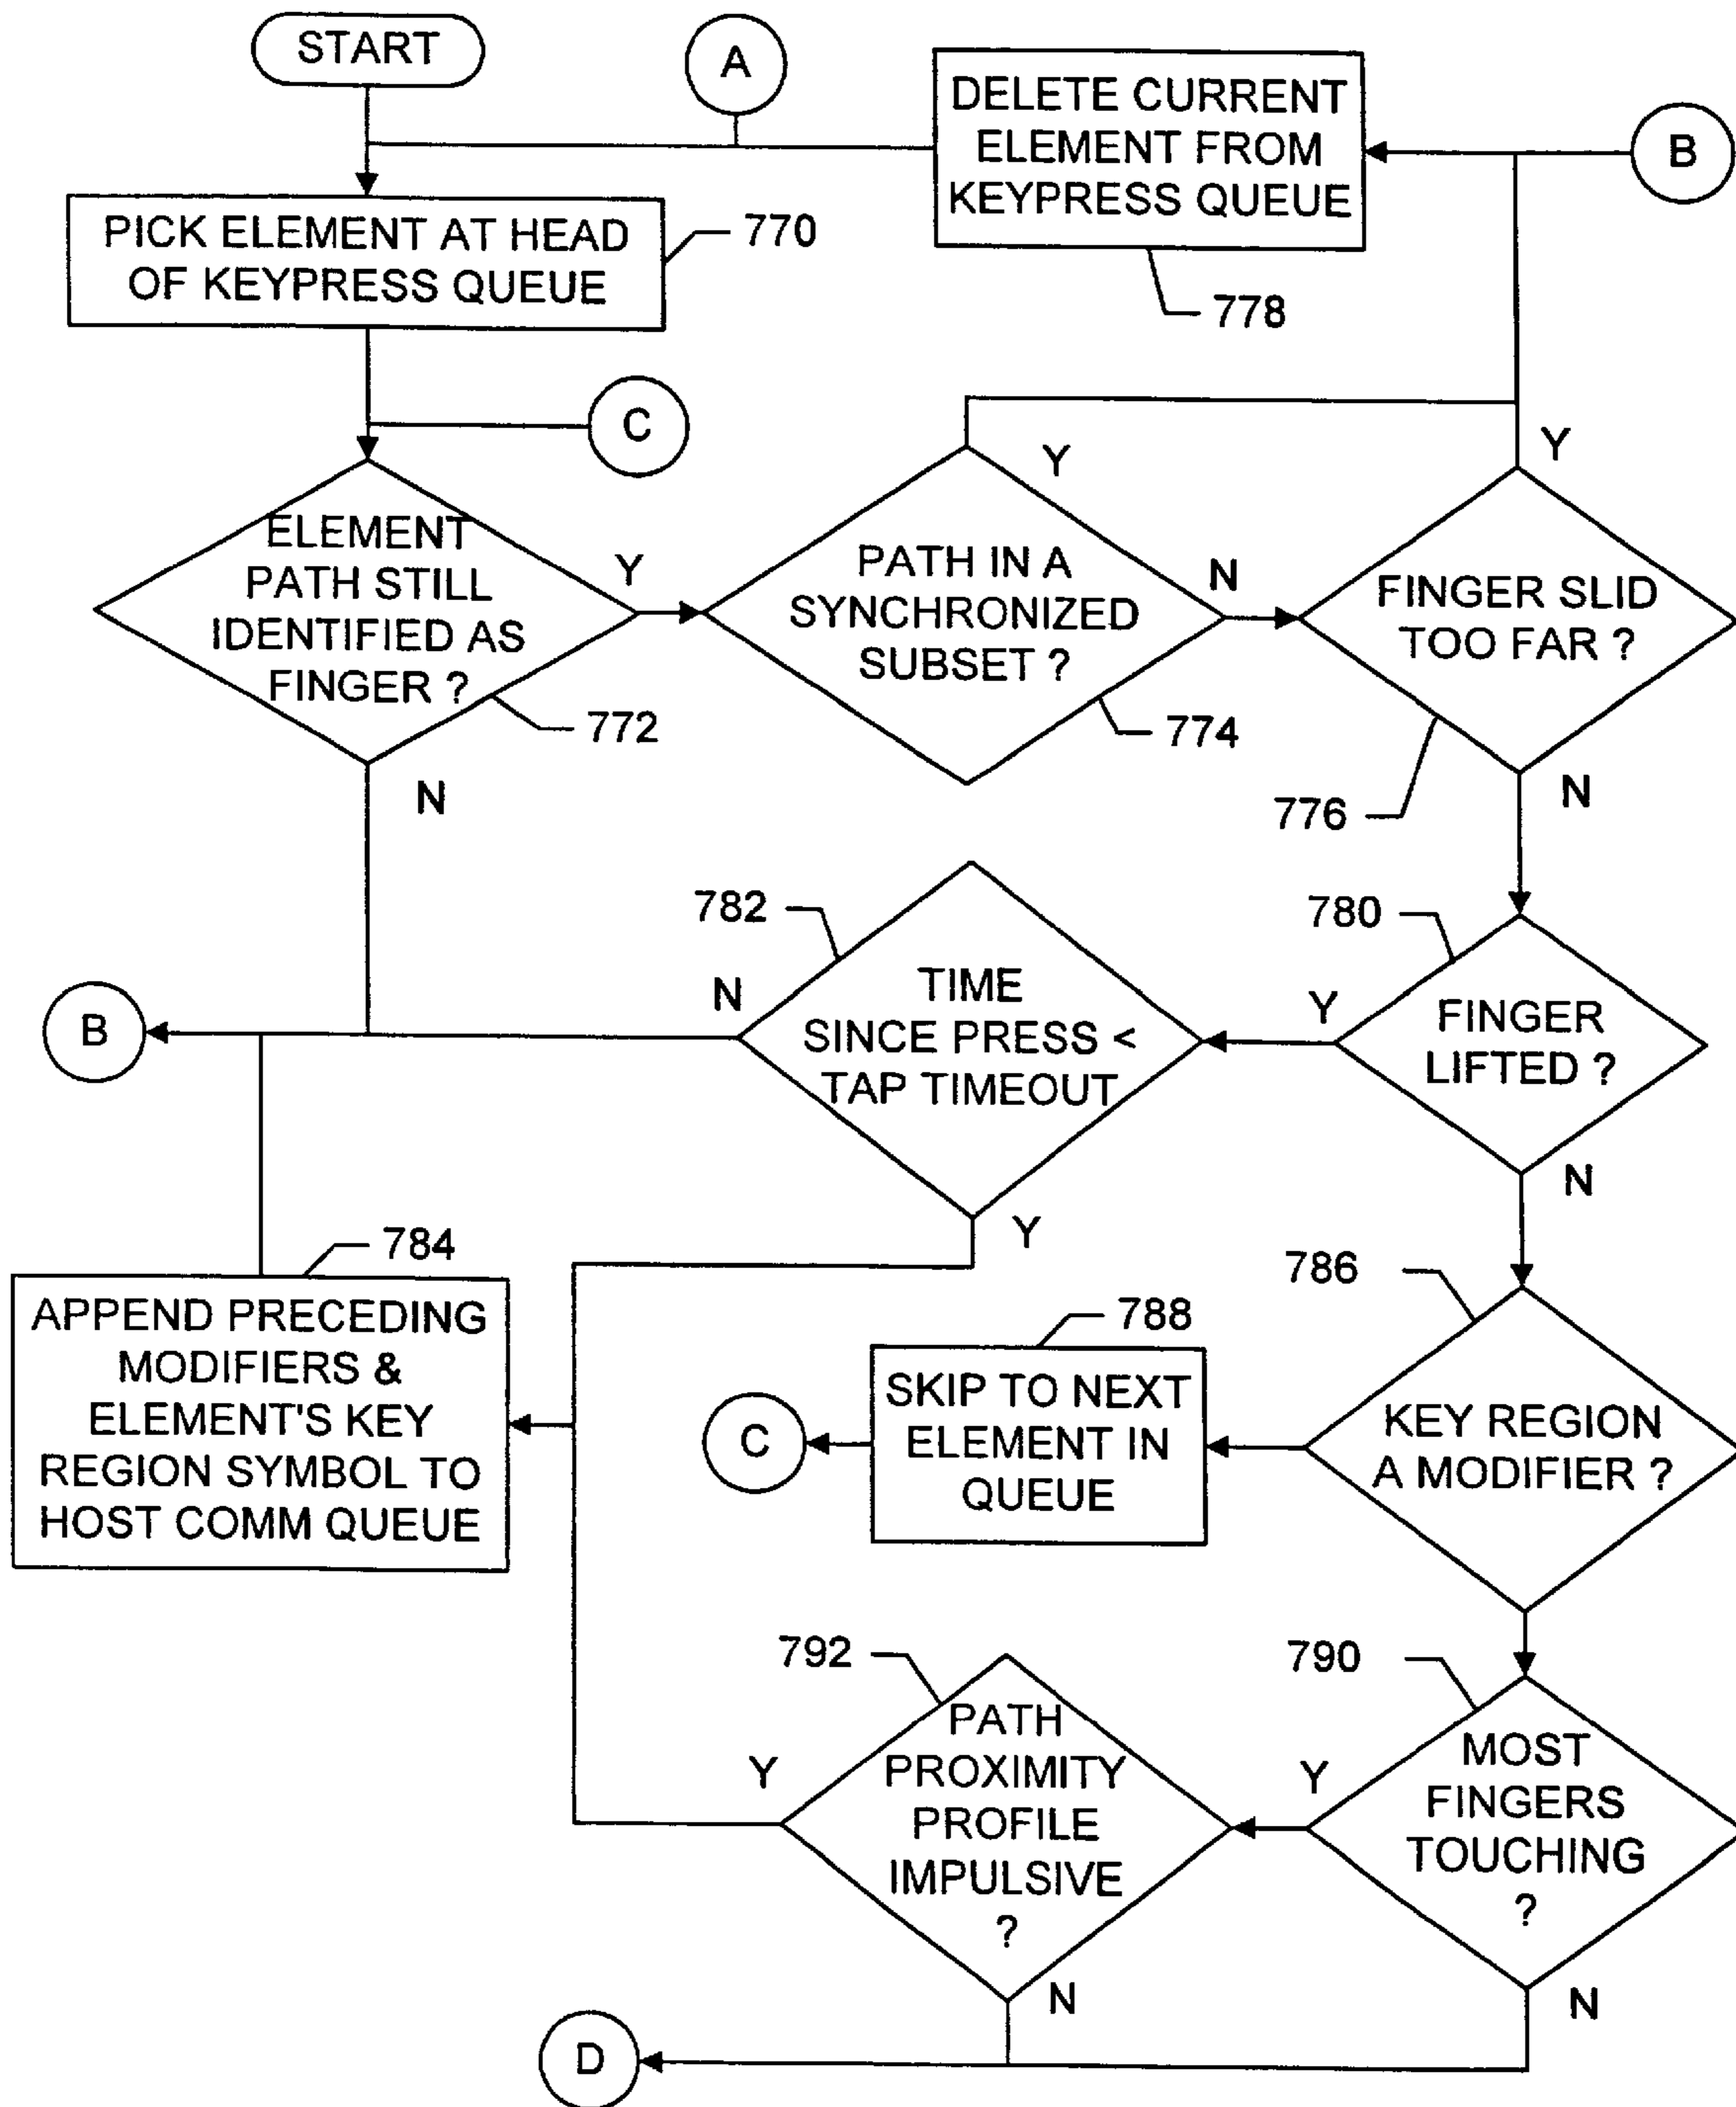 START
A
DELETE CURRENT
ELEMENT FROM
KEYPRESS QUEUE
B
PICK ELEMENT AT HEAD
OF KEYPRESS QUEUE
770
778
C
Y
Y
ELEMENT
PATH STILL
IDENTIFIED AS
FINGER ?
Y
PATH IN A
SYNCHRONIZED
SUBSET ?
N
FINGER SLID
TOO FAR ?
772
774
776
N
N
782
780
B
N
TIME
SINCE PRESS <
TAP TIMEOUT
Y
FINGER
LIFTED ?
N
Y
784
786
APPEND PRECEDING
MODIFIERS &
ELEMENT'S KEY
REGION SYMBOL TO
HOST COMM QUEUE
788
C
SKIP TO NEXT
ELEMENT IN
QUEUE
KEY REGION
A MODIFIER ?
792
790
Y
PATH
PROXIMITY
PROFILE
IMPULSIVE
?
Y
MOST
FINGERS
TOUCHING
?
N
N
D